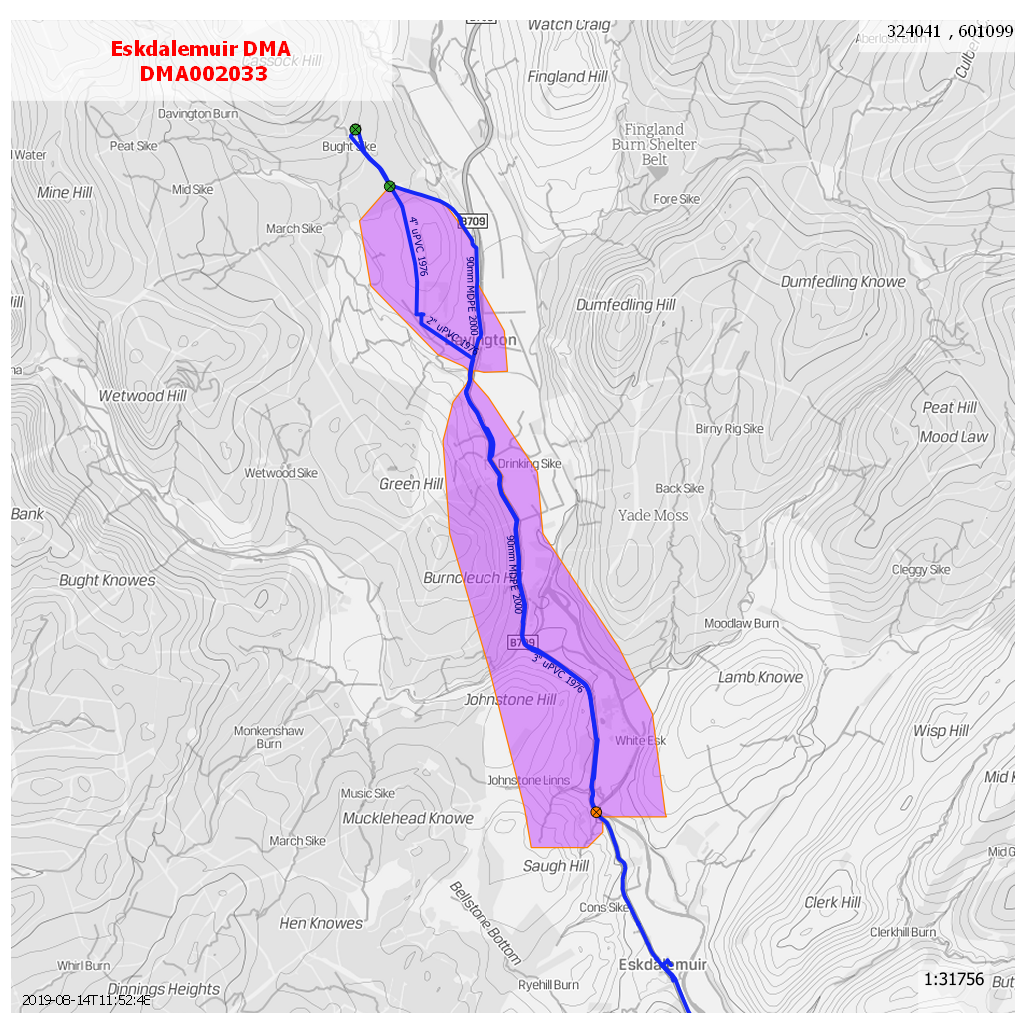 Watch Craig
324041 , 601099
Eskdalemuir DMA
DMA002033
Cassock Hill
Fingland Hill
Davington Burn
Peat Sike
Bught Sike
Fingland
Burn Shelter
Belt
Water
Mine Hill
Mid Sike
Fore Sike
March Sike
B709
4" uPVC 1976
90mm MDPE 2000
Dumfedling Knowe
Dumfedling Hill
2" uPVC 1976
Wetwood Hill
Peat Hill
Birny Rig Sike
Mood Law
Drinking Sike
Wetwood Sike
Green Hill
Back Sike
Bank
Yade Moss
90mm MDPE 2000
Bught Knowes
Cleggy Sike
Moodlaw Burn
B709
3" uPVC 1976
Lamb Knowe
Johnstone Hill
Monkenshaw
Burn
Wisp Hill
White Esk
Johnstone Linns
Music Sike
Mucklehead Knowe
March Sike
Saugh Hill
Bellstone Bottom
Cons Sike
Clerk Hill
Hen Knowes
Clerkhill Burn
Whirl Burn
Eskdalemuir
1:31756
Ryehill Burn
Dinnings Heights
2019-08-14T11:52:4E